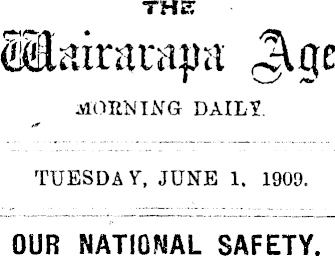 THE
Wairarapa Age
MORNING DAILY.
TUESDAY, JUNE 1, 1909.
OUR NATIONAL SAFETY.